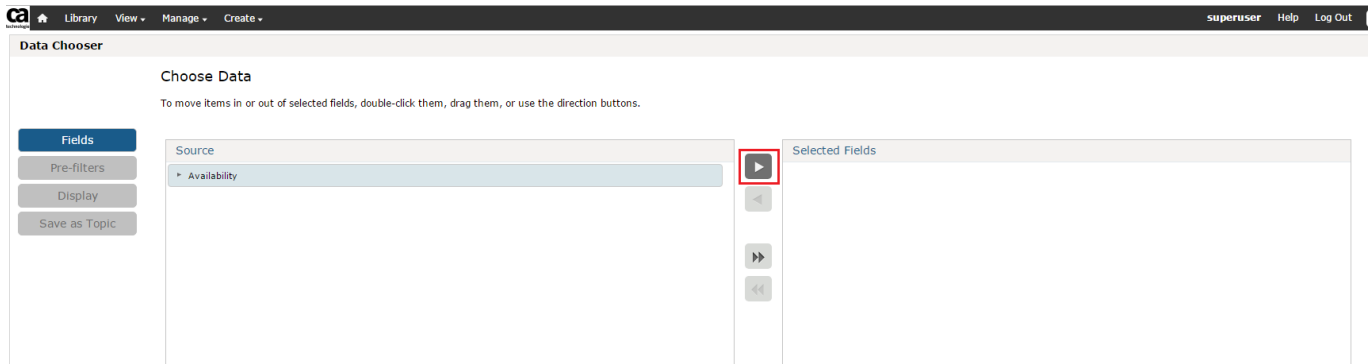 ca
technologies
Library View Manage Create superuser Help Log Out
Data Chooser
Choose Data
To move items in or out of selected fields, double-click them, drag them, or use the direction buttons.
Fields
Pre-filters
Display
Save as Topic
Source
Availability
Selected Fields